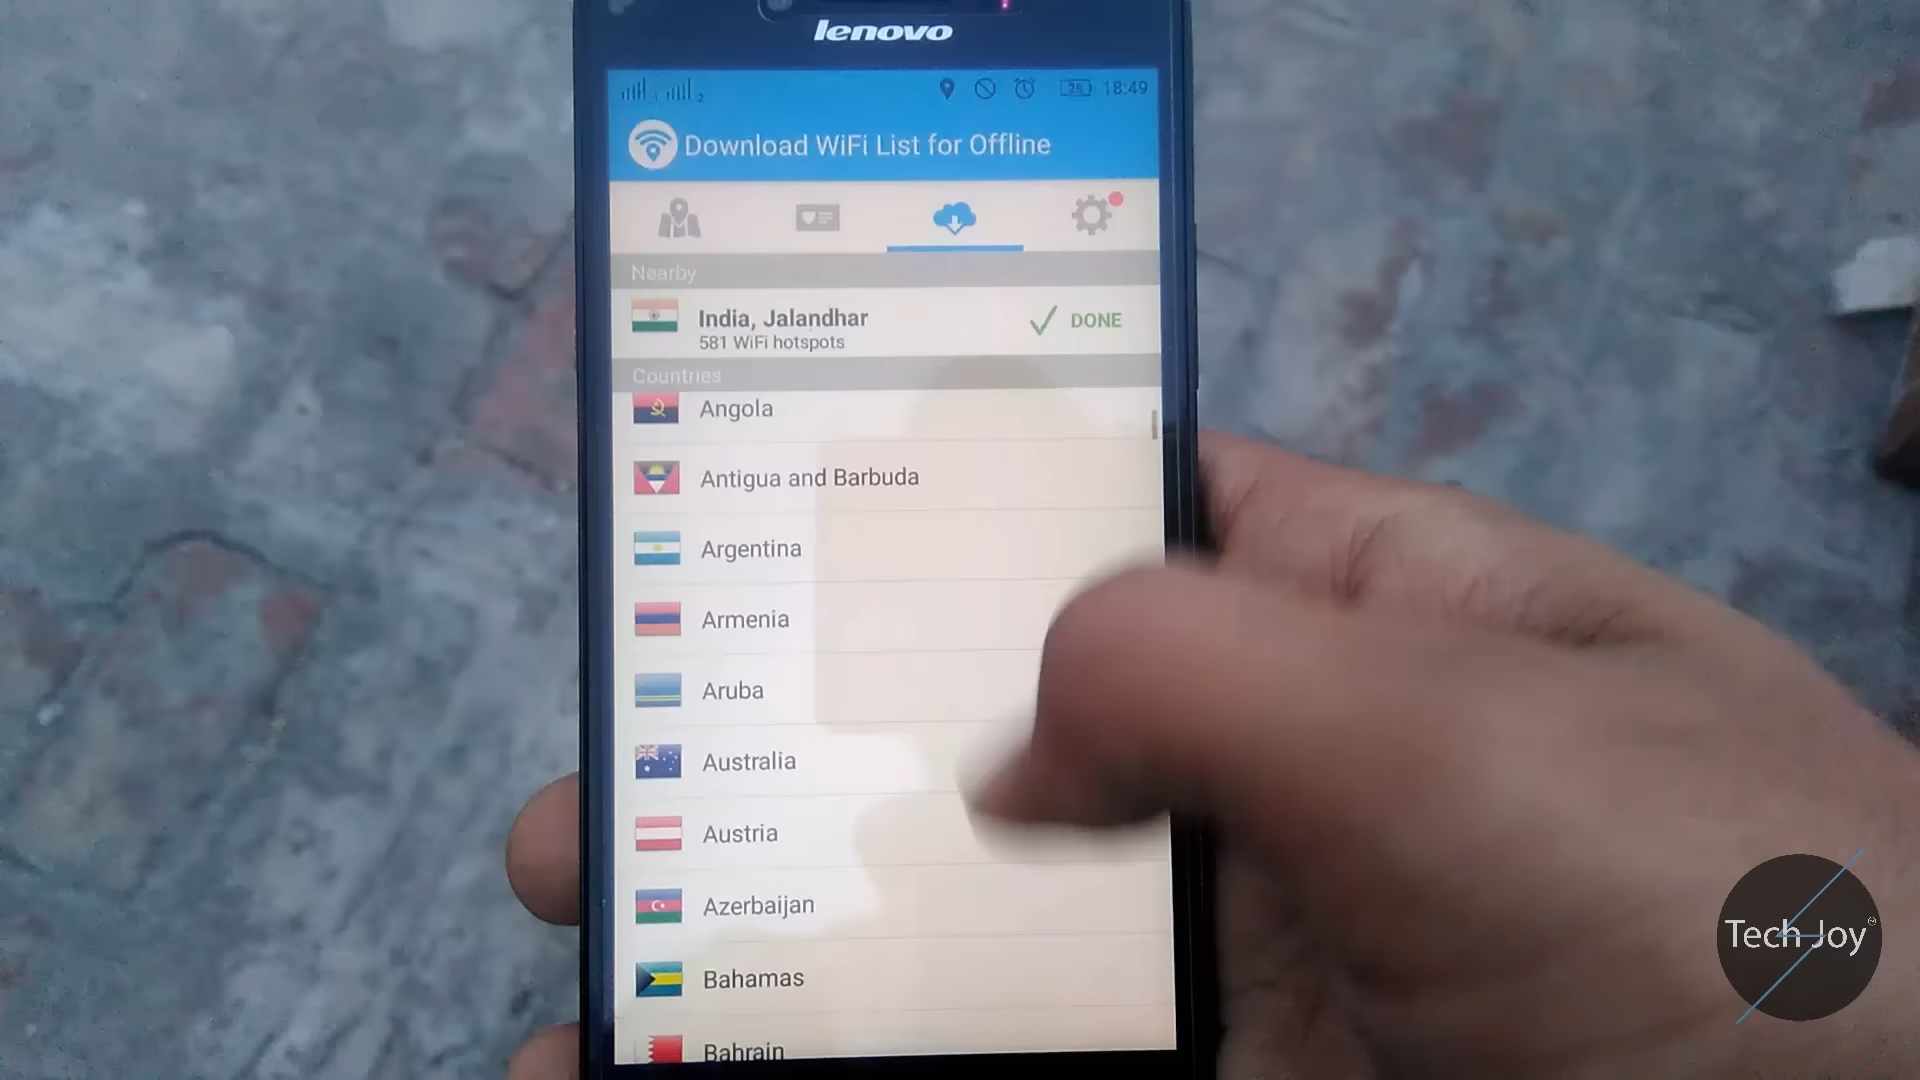 lenovo
25 18:49
Download WiFi List for Offline
Nearby
India, Jalandhar
DONE
581 WiFi hotspots
Countries
Angola
Antigua and Barbuda
Argentina
Armenia
Aruba
Australia
Austria
Azerbaijan
Bahamas
Bahrain
Tech Joy